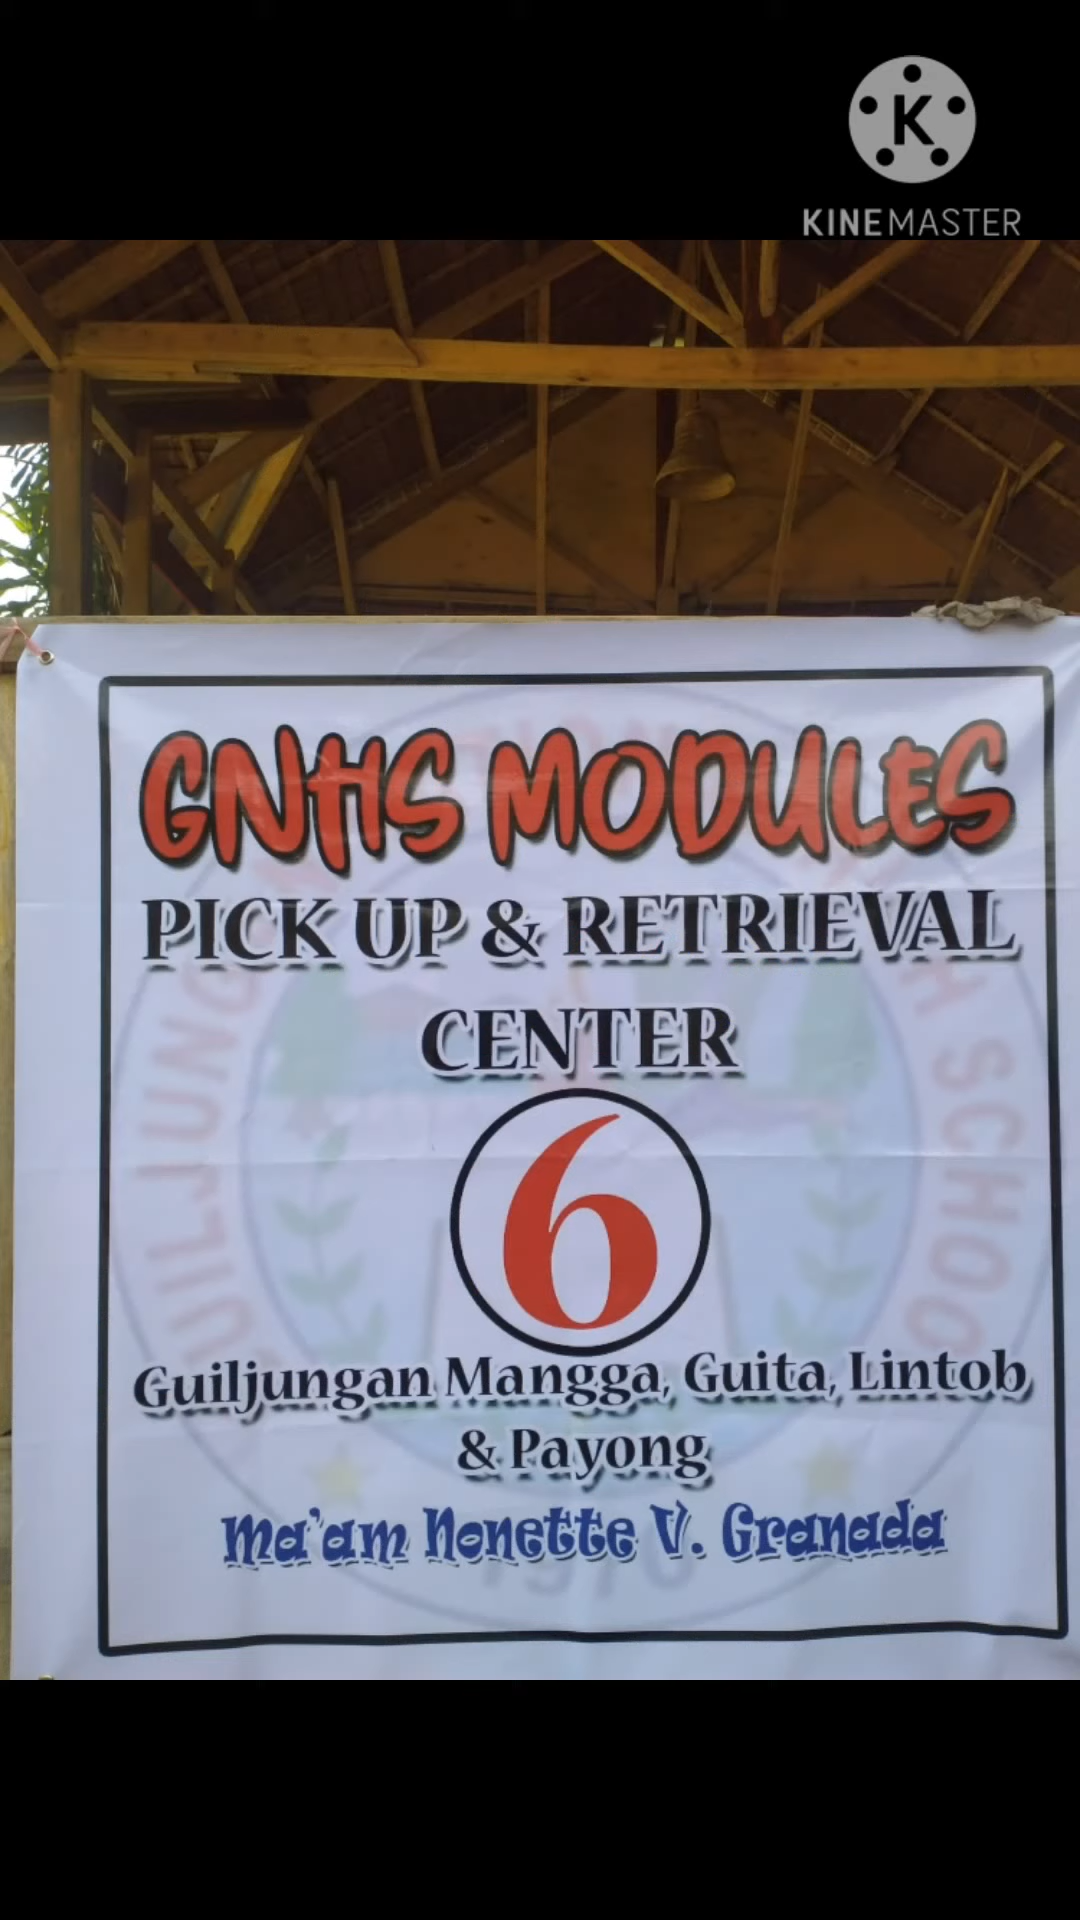 K
KINEMASTER
GNHS MODULES
PICK UP & RETRIEVAL
CENTER
6
Guiljungan Mangga, Guita, Lintob
& Payong
Ma'am Nonette V. Granada